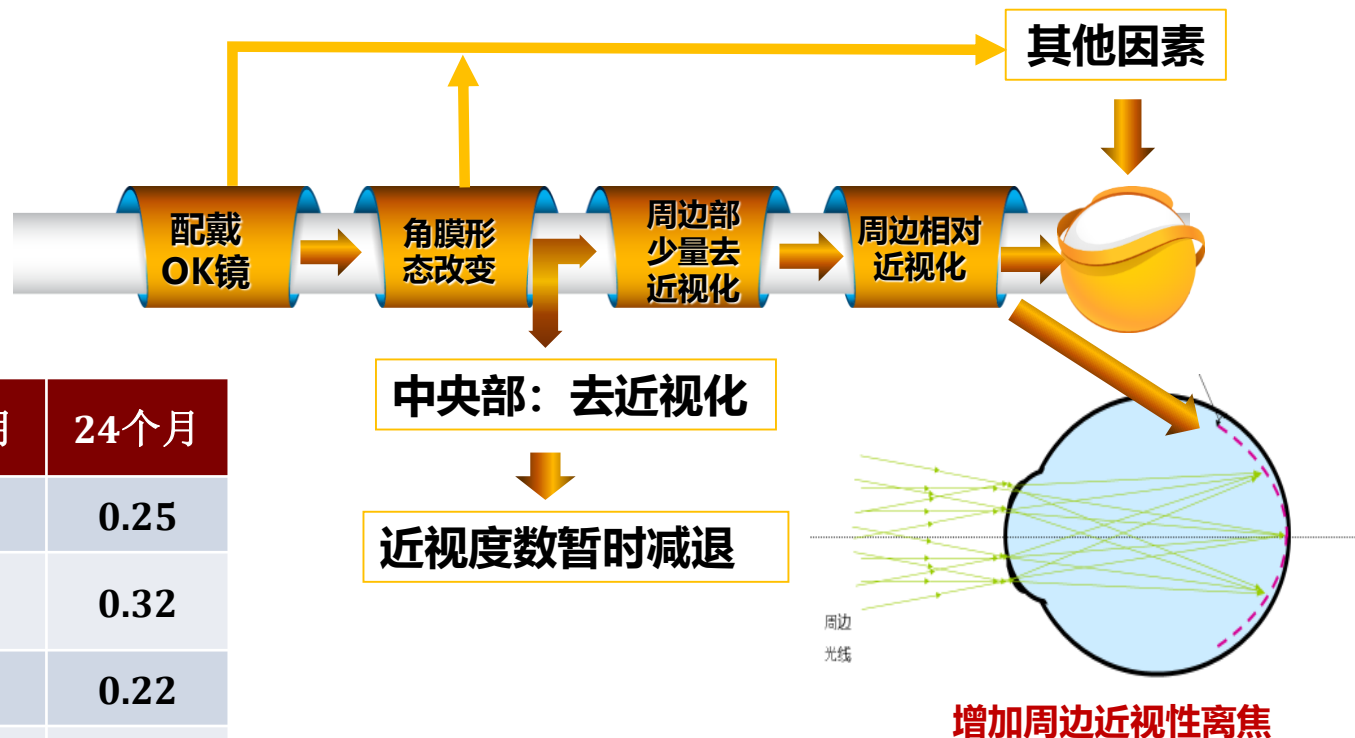 其他因素
配戴
OK镜
角膜形
态改变
周边部
少量去
近视化
周边相对
近视化
中央部：去近视化
近视度数暂时减退
月
24个月
0.25
0.32
0.22
周边
光线
增加周边近视性离焦